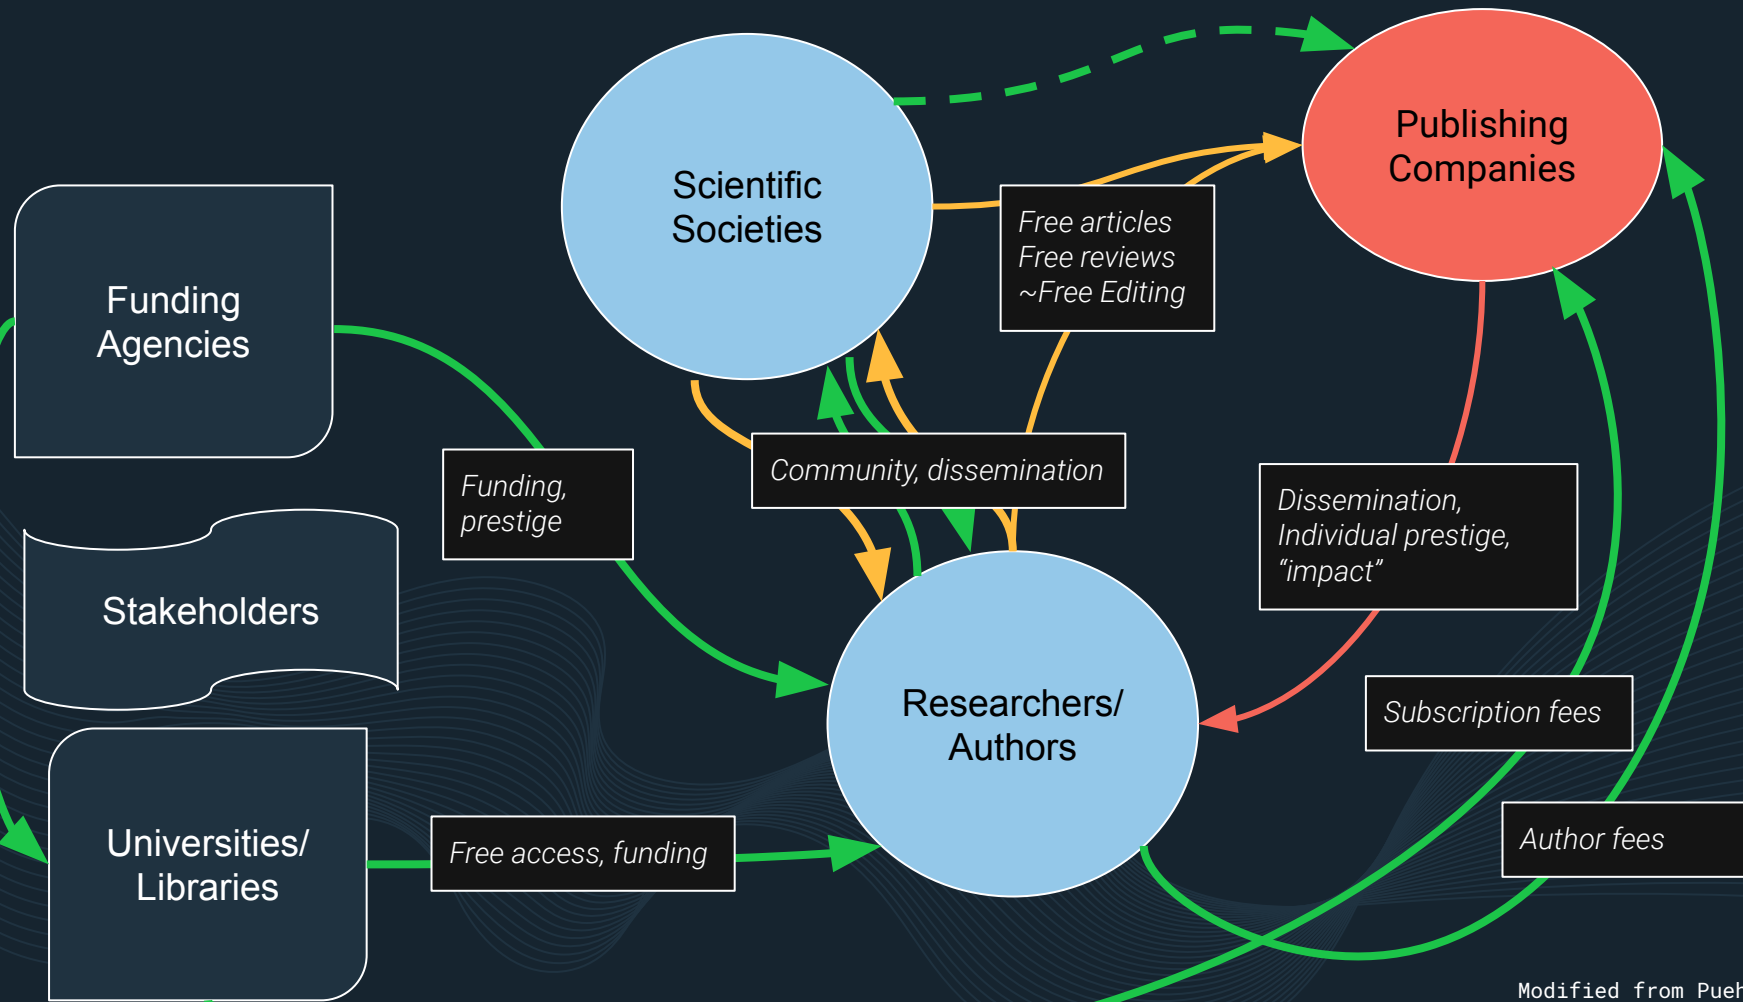 Scientific
Societies
Publishing
Companies
Free articles
Free reviews
~Free Editing
Funding
Agencies
Funding,
prestige
Community, dissemination
Dissemination,
Individual prestige,
“impact”
Stakeholders
Researchers/
Authors
Subscription fees
Universities/
Libraries
Free access, funding
Author fees
Modified from Pueh